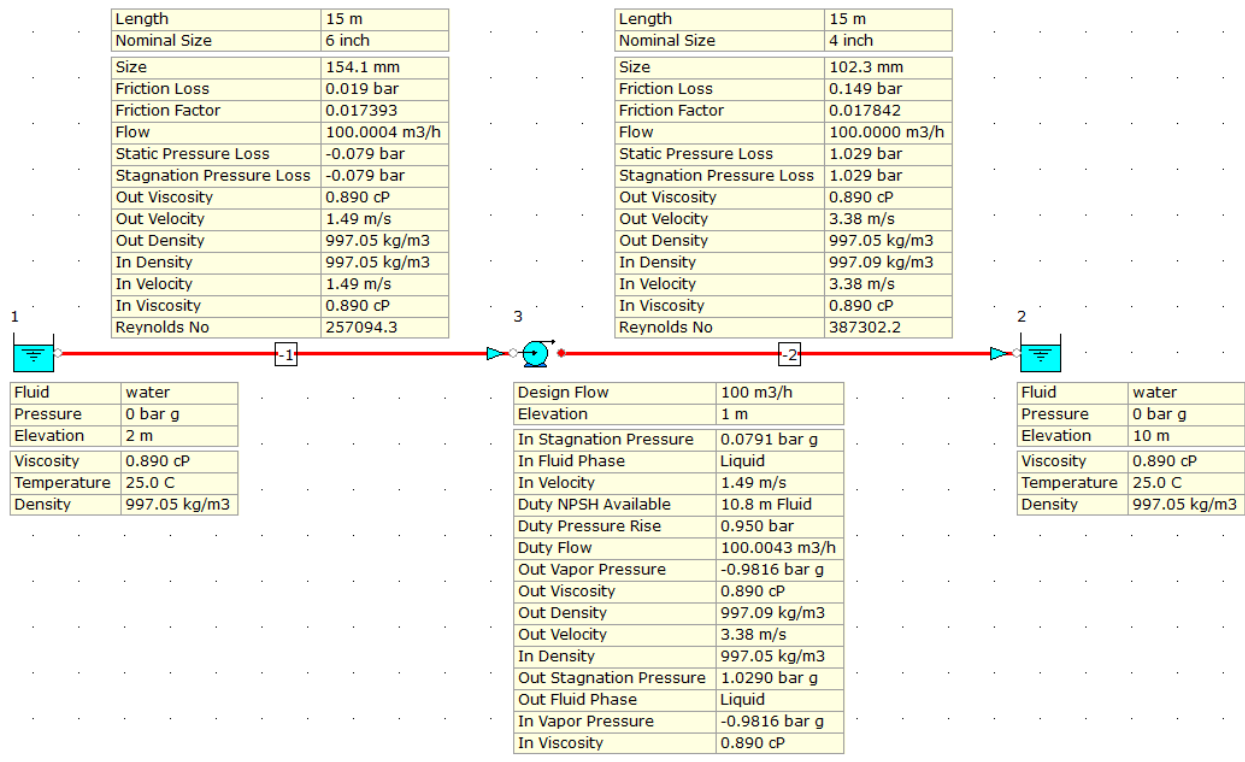 Length 15 m
Nominal Size 6 inch
Size 154.1 mm
Friction Loss 0.019 bar
Friction Factor 0.017393
Flow 100.0004 m3/h
Static Pressure Loss -0.079 bar
Stagnation Pressure Loss -0.079 bar
Out Viscosity 0.890 cP
Out Velocity 1.49 m/s
Out Density 997.05 kg/m3
In Density 997.05 kg/m3
In Velocity 1.49 m/s
In Viscosity 0.890 cP
Reynolds No 257094.3
Length 15 m
Nominal Size 4 inch
Size 102.3 mm
Friction Loss 0.149 bar
Friction Factor 0.017842
Flow 100.0000 m3/h
Static Pressure Loss 1.029 bar
Stagnation Pressure Loss 1.029 bar
Out Viscosity 0.890 cP
Out Velocity 3.38 m/s
Out Density 997.05 kg/m3
In Density 997.09 kg/m3
In Velocity 3.38 m/s
In Viscosity 0.890 cP
Reynolds No 387302.2
1
3
2
-1
-2
Fluid water
Pressure 0 bar g
Elevation 2 m
Viscosity 0.890 cP
Temperature 25.0 C
Density 997.05 kg/m3
Design Flow 100 m3/h
Elevation 1 m
In Stagnation Pressure 0.0791 bar g
In Fluid Phase Liquid
In Velocity 1.49 m/s
Duty NPSH Available 10.8 m Fluid
Duty Pressure Rise 0.950 bar
Duty Flow 100.0043 m3/h
Out Vapor Pressure -0.9816 bar g
Out Viscosity 0.890 cP
Out Density 997.09 kg/m3
Out Velocity 3.38 m/s
In Density 997.05 kg/m3
Out Stagnation Pressure 1.0290 bar g
Out Fluid Phase Liquid
In Vapor Pressure -0.9816 bar g
In Viscosity 0.890 cP
Fluid water
Pressure 0 bar g
Elevation 10 m
Viscosity 0.890 cP
Temperature 25.0 C
Density 997.05 kg/m3